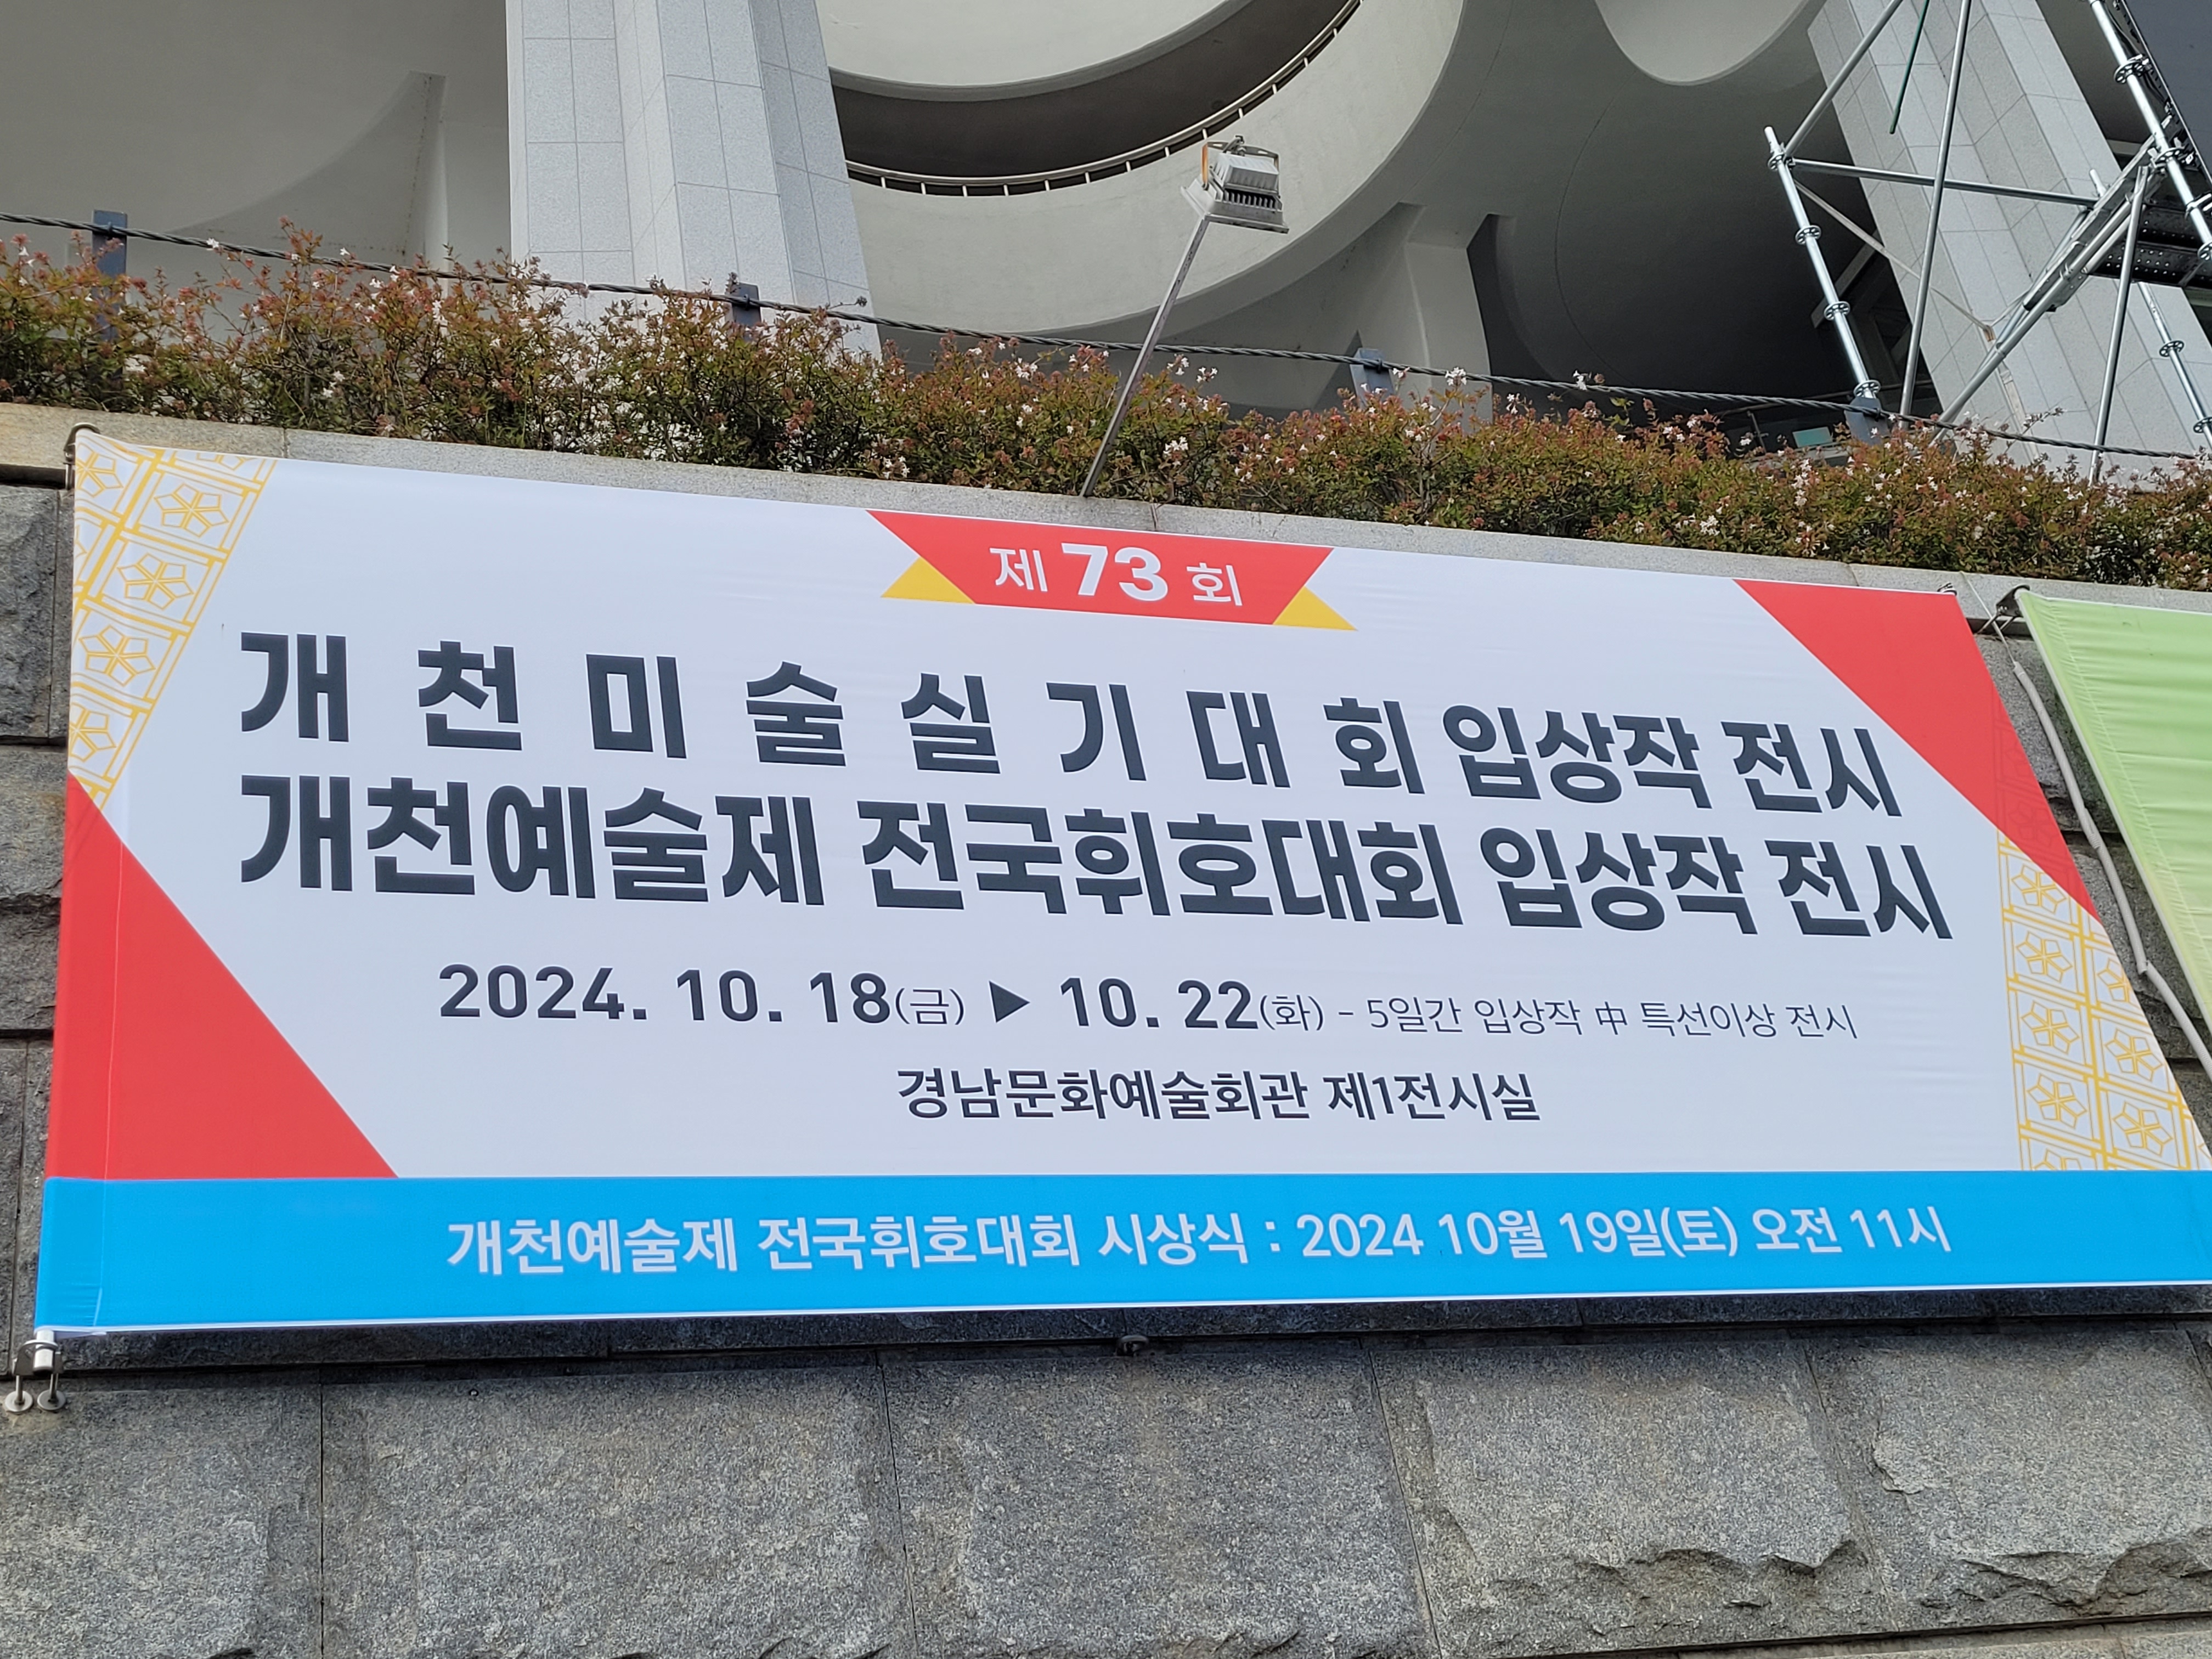 제 73 회
개 천 미 술 실 기 대 회 입상작 전시
개천예술제 전국휘호대회 입상작 전시
2024. 10. 18(금) ▶ 10. 22(화) - 5일간 입상작 中 특선이상 전시
경남문화예술회관 제1전시실
개천예술제 전국휘호대회 시상식 : 2024 10월 19일(토) 오전 11시